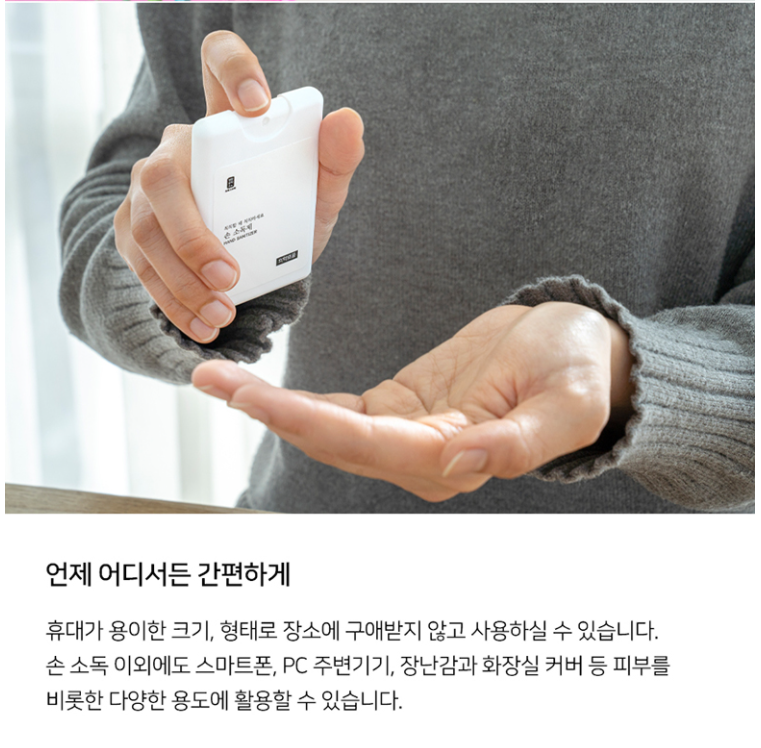 손 소독제
HAND SANITIZER
언제 어디서든 간편하게
휴대가 용이한 크기, 형태로 장소에 구애받지 않고 사용하실 수 있습니다.
손 소독 이외에도 스마트폰, PC 주변기기, 장난감과 화장실 커버 등 피부를
비롯한 다양한 용도에 활용할 수 있습니다.